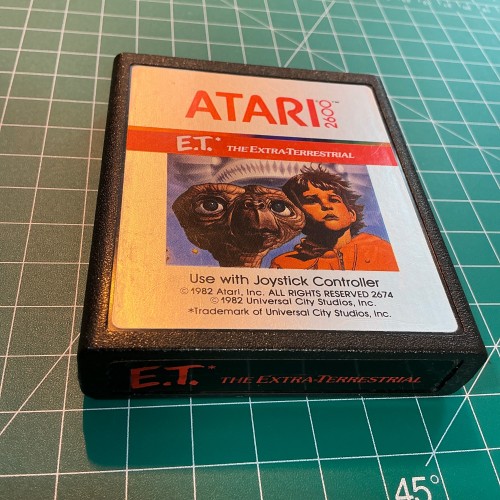 ATARI 2600™
E.T.* THE EXTRA-TERRESTRIAL
Use with Joystick Controller
©1982 Atari, Inc. ALL RIGHTS RESERVED 2674
©1982 Universal City Studios, Inc.
*Trademark of Universal City Studios, Inc.
E.T.* THE EXTRA-TERRESTRIAL
45°